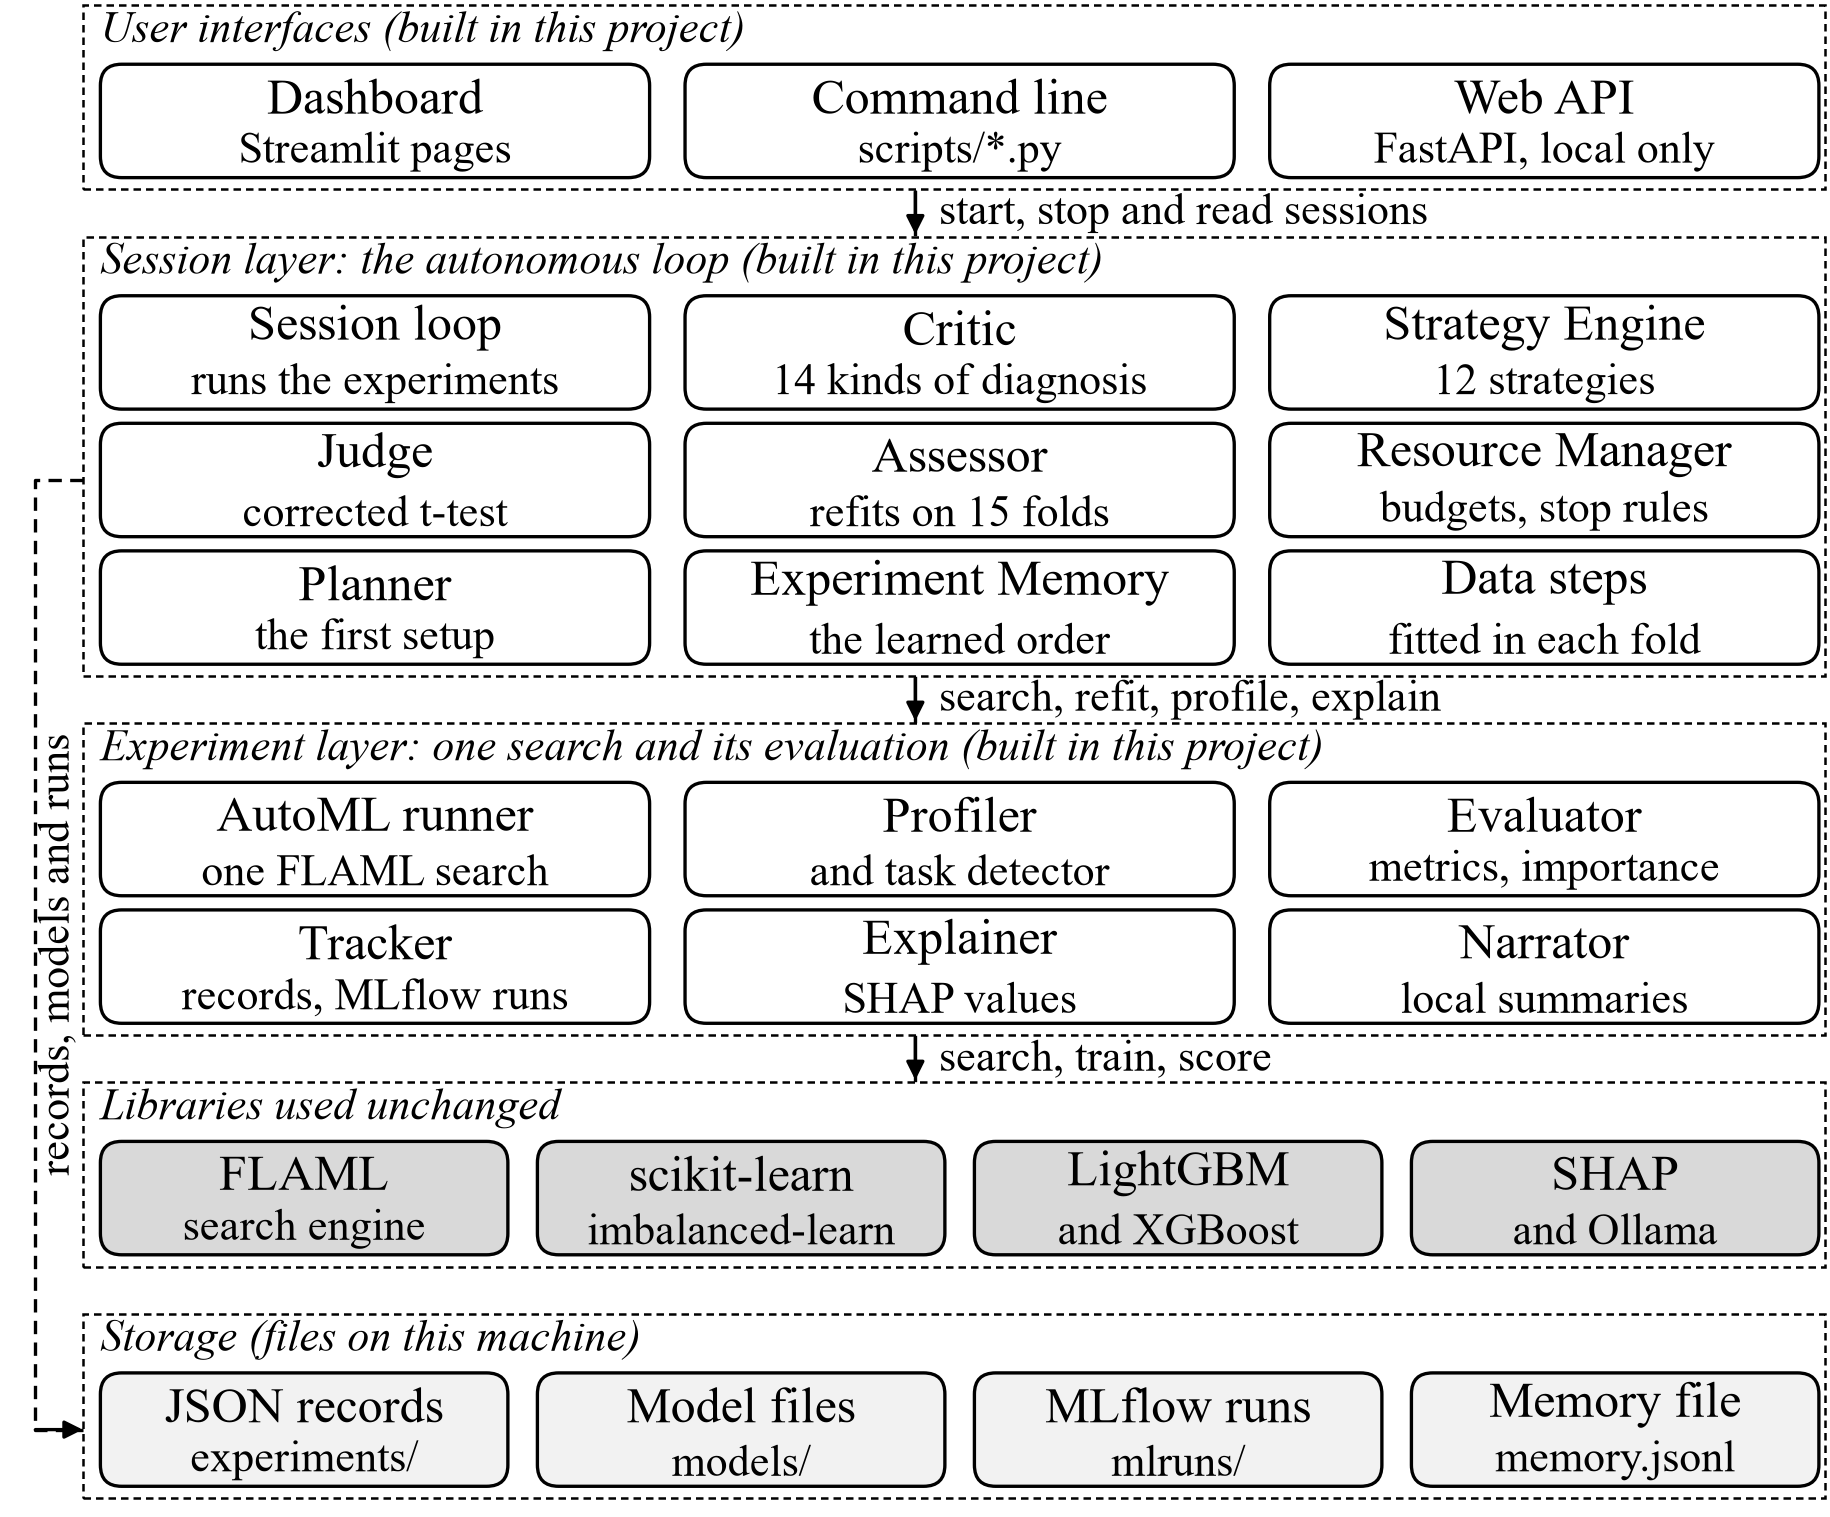 User interfaces (built in this project)
Dashboard
Streamlit pages
Command line
scripts/*.py
Web API
FastAPI, local only
start, stop and read sessions
Session layer: the autonomous loop (built in this project)
Session loop
runs the experiments
Critic
14 kinds of diagnosis
Strategy Engine
12 strategies
Judge
corrected t-test
Assessor
refits on 15 folds
Resource Manager
budgets, stop rules
Planner
the first setup
Experiment Memory
the learned order
Data steps
fitted in each fold
search, refit, profile, explain
Experiment layer: one search and its evaluation (built in this project)
AutoML runner
one FLAML search
Profiler
and task detector
Evaluator
metrics, importance
Tracker
records, MLflow runs
Explainer
SHAP values
Narrator
local summaries
search, train, score
Libraries used unchanged
FLAML
search engine
scikit-learn
imbalanced-learn
LightGBM
and XGBoost
SHAP
and Ollama
records, models and runs
Storage (files on this machine)
JSON records
experiments/
Model files
models/
MLflow runs
mlruns/
Memory file
memory.jsonl